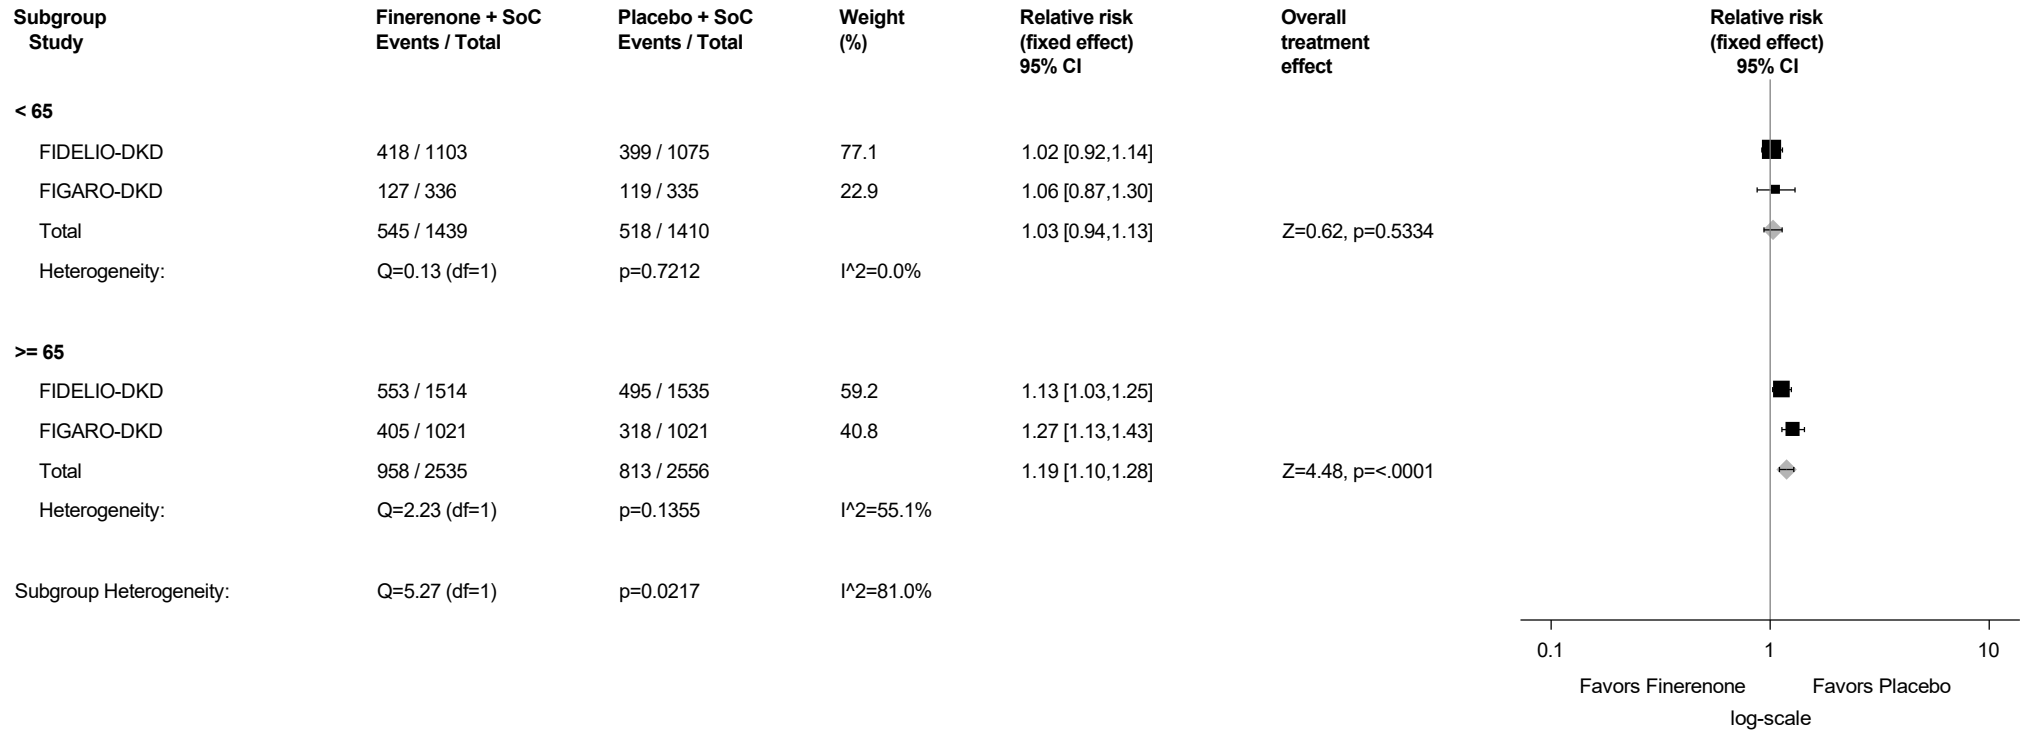 Subgroup Finerenone + SoC Placebo + SoC Weight Relative risk Overall Relative risk
Study Events / Total Events / Total (%) (fixed effect) treatment (fixed effect)
95% CI effect 95% CI
< 65
FIDELIO-DKD 418 / 1103 399 / 1075 77.1 1.02 [0.92,1.14]
FIGARO-DKD 127 / 336 119 / 335 22.9 1.06 [0.87,1.30]
Total 545 / 1439 518 / 1410 1.03 [0.94,1.13] Z=0.62, p=0.5334
Heterogeneity: Q=0.13 (df=1) p=0.7212 I^2=0.0%
>= 65
FIDELIO-DKD 553 / 1514 495 / 1535 59.2 1.13 [1.03,1.25]
FIGARO-DKD 405 / 1021 318 / 1021 40.8 1.27 [1.13,1.43]
Total 958 / 2535 813 / 2556 1.19 [1.10,1.28] Z=4.48, p=<.0001
Heterogeneity: Q=2.23 (df=1) p=0.1355 I^2=55.1%
Subgroup Heterogeneity: Q=5.27 (df=1) p=0.0217 I^2=81.0%
0.1 1 10
Favors Finerenone Favors Placebo
log-scale